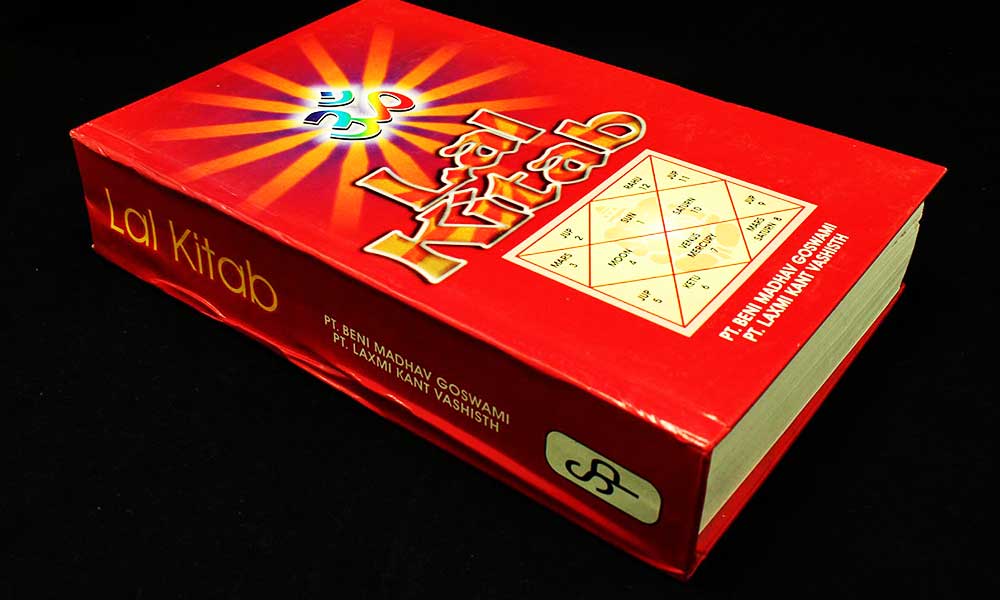 ॐ
Lal
Kitab
RAHU
12
JUP
11
JUP
2
SUN
1
SATURN
10
JUP
9
MARS
3
MOON
4
VENUS
MERCURY
7
MARS
SATURN 8
JUP
5
KETU
6
PT. BENI MADHAV GOSWAMI
PT. LAXMI KANT VASHISTH
Lal Kitab
PT. BENI MADHAV GOSWAMI
PT. LAXMI KANT VASHISTH
SP